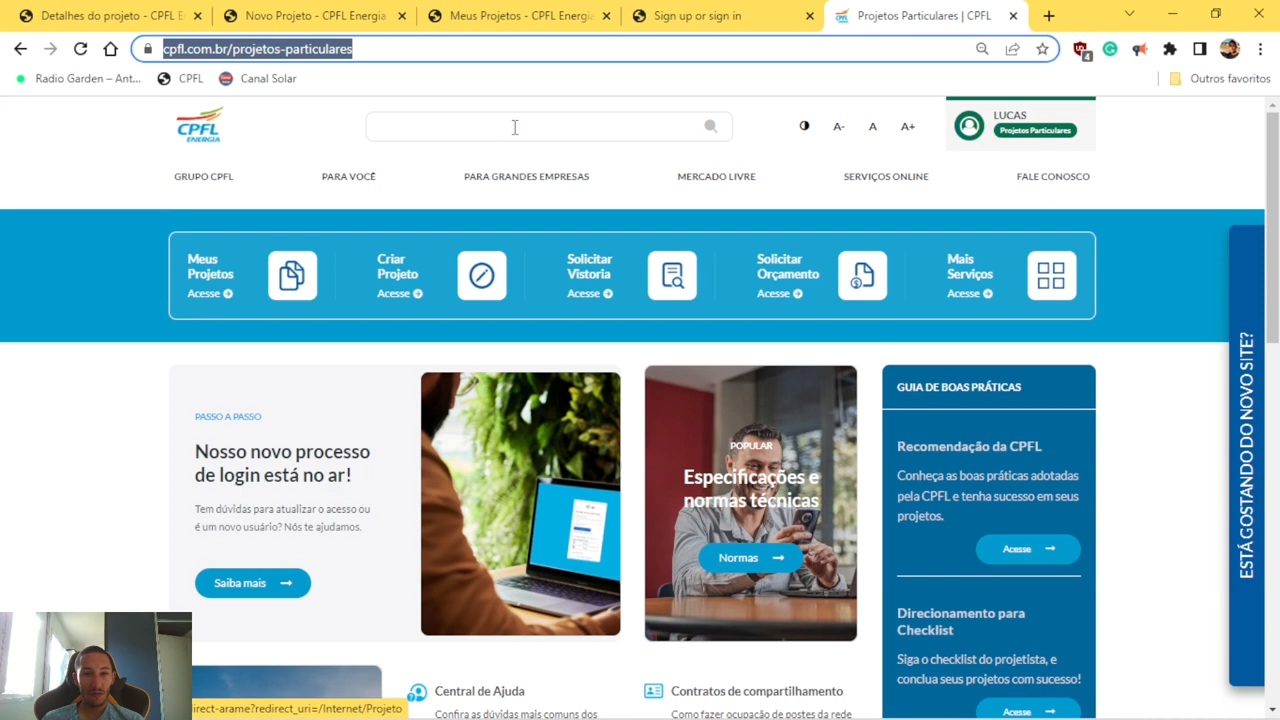 Detalhes do projeto - CPFL E
Novo Projeto - CPFL Energia
Meus Projetos - CPFL Energia
Sign up or sign in
Projetos Particulares | CPFL
cpfl.com.br/projetos-particulares
4
Radio Garden – Ant...
CPFL
Canal Solar
Outros favoritos
CPFL
ENERGIA
A-
A
A+
LUCAS
Projetos Particulares
GRUPO CPFL
PARA VOCÊ
PARA GRANDES EMPRESAS
MERCADO LIVRE
SERVIÇOS ONLINE
FALE CONOSCO
Meus
Projetos
Acesse
Criar
Projeto
Acesse
Solicitar
Vistoria
Acesse
Solicitar
Orçamento
Acesse
Mais
Serviços
Acesse
ESTÁ GOSTANDO DO NOVO SITE?
PASSO A PASSO
Nosso novo processo
de login está no ar!
Tem dúvidas para atualizar o acesso ou
é um novo usuário? Nós te ajudamos.
Saiba mais
POPULAR
Especificações e
normas técnicas
Normas
GUIA DE BOAS PRÁTICAS
Recomendação da CPFL
Conheça as boas práticas adotadas
pela CPFL e tenha sucesso em seus
projetos.
Acesse
Direcionamento para
Checklist
Siga o checklist do projetista, e
conclua seus projetos com sucesso!
Acesse
Central de Ajuda
Confira as dúvidas mais comuns dos
Contratos de compartilhamento
Como fazer ocupação de postes da rede
irect-arame?redirect_uri=/Internet/Projeto